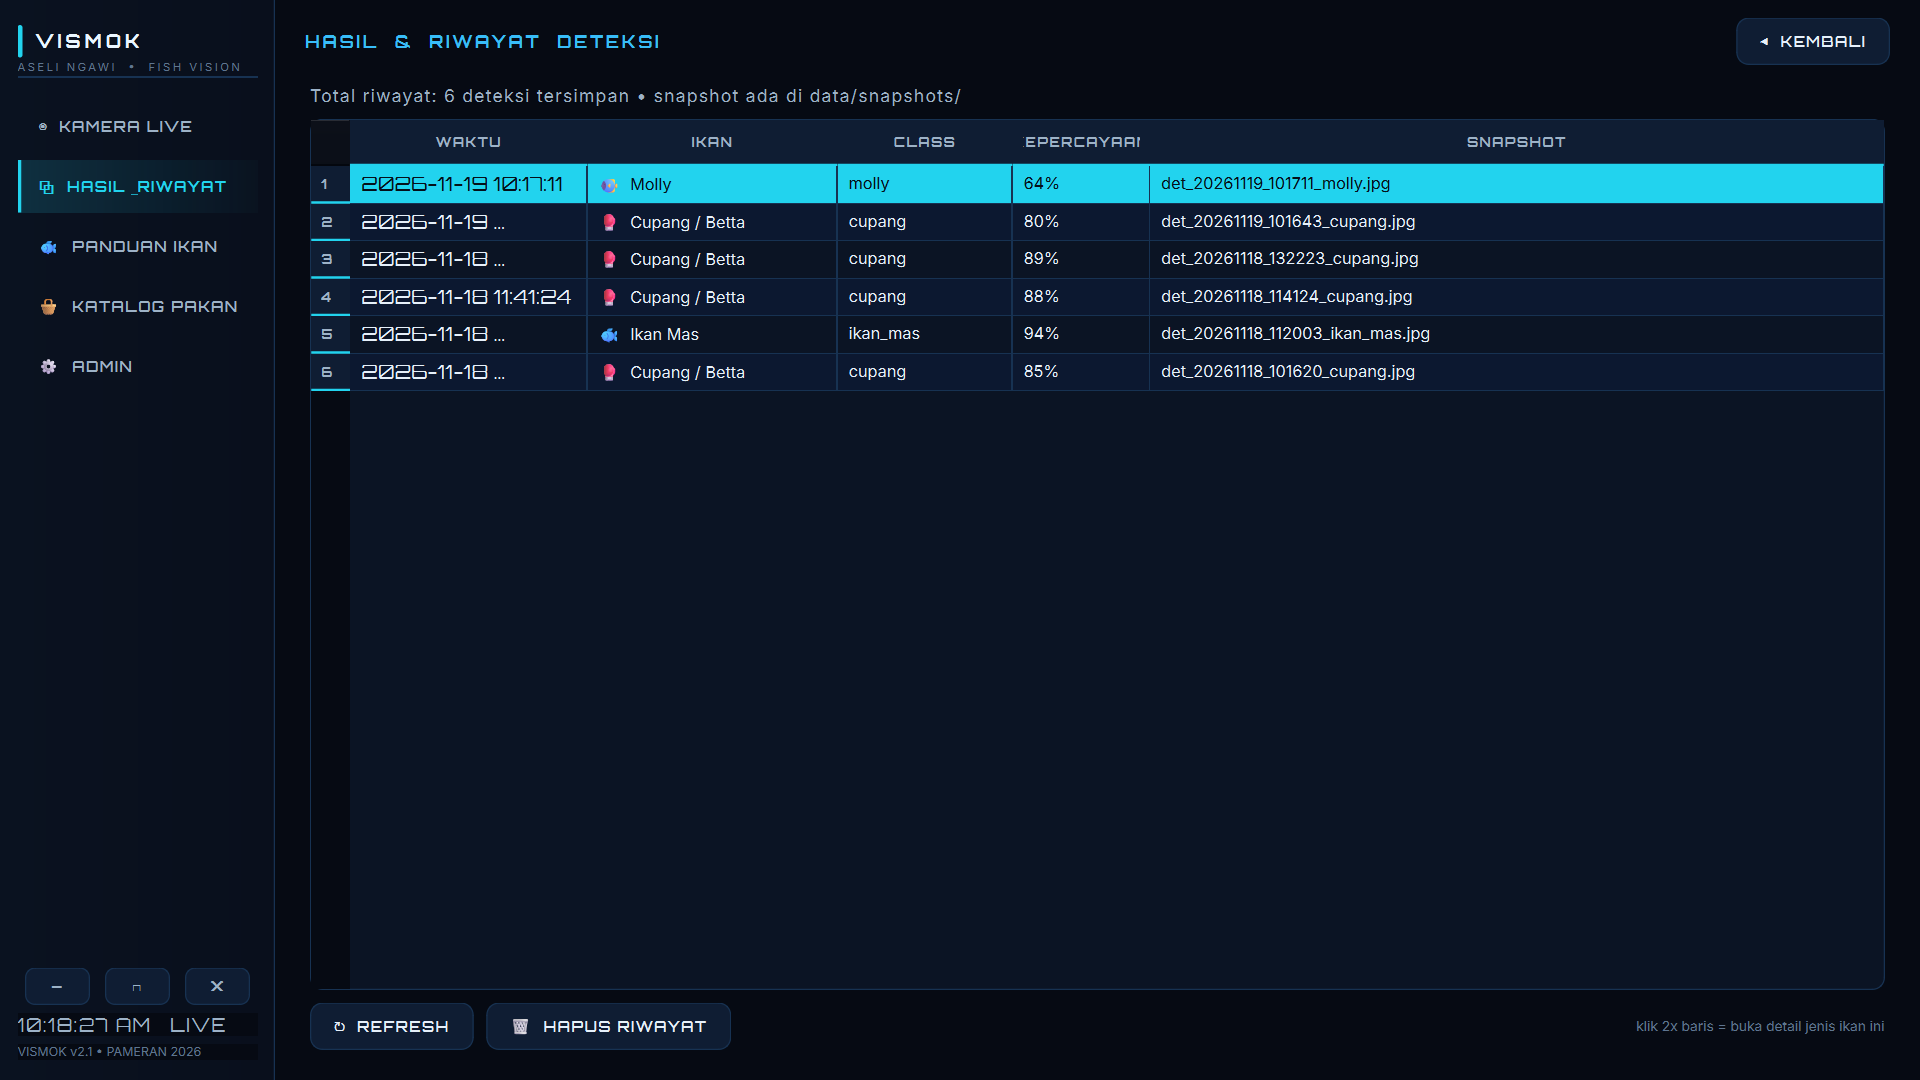 VISMOK
ASELI NGAWI • FISH VISION
KAMERA LIVE
HASIL _RIWAYAT
PANDUAN IKAN
KATALOG PAKAN
ADMIN
10:18:27 AM LIVE
VISMOK v2.1 • PAMERAN 2026
HASIL & RIWAYAT DETEKSI
KEMBALI
Total riwayat: 6 deteksi tersimpan • snapshot ada di data/snapshots/
WAKTU IKAN CLASS EPERCAYAAN SNAPSHOT
1 2026-11-19 10:17:11 Molly molly 64% det_20261119_101711_molly.jpg
2 2026-11-19 ... Cupang / Betta cupang 80% det_20261119_101643_cupang.jpg
3 2026-11-18 ... Cupang / Betta cupang 89% det_20261118_132223_cupang.jpg
4 2026-11-18 11:41:24 Cupang / Betta cupang 88% det_20261118_114124_cupang.jpg
5 2026-11-18 ... Ikan Mas ikan_mas 94% det_20261118_112003_ikan_mas.jpg
6 2026-11-18 ... Cupang / Betta cupang 85% det_20261118_101620_cupang.jpg
REFRESH
HAPUS RIWAYAT
klik 2x baris = buka detail jenis ikan ini